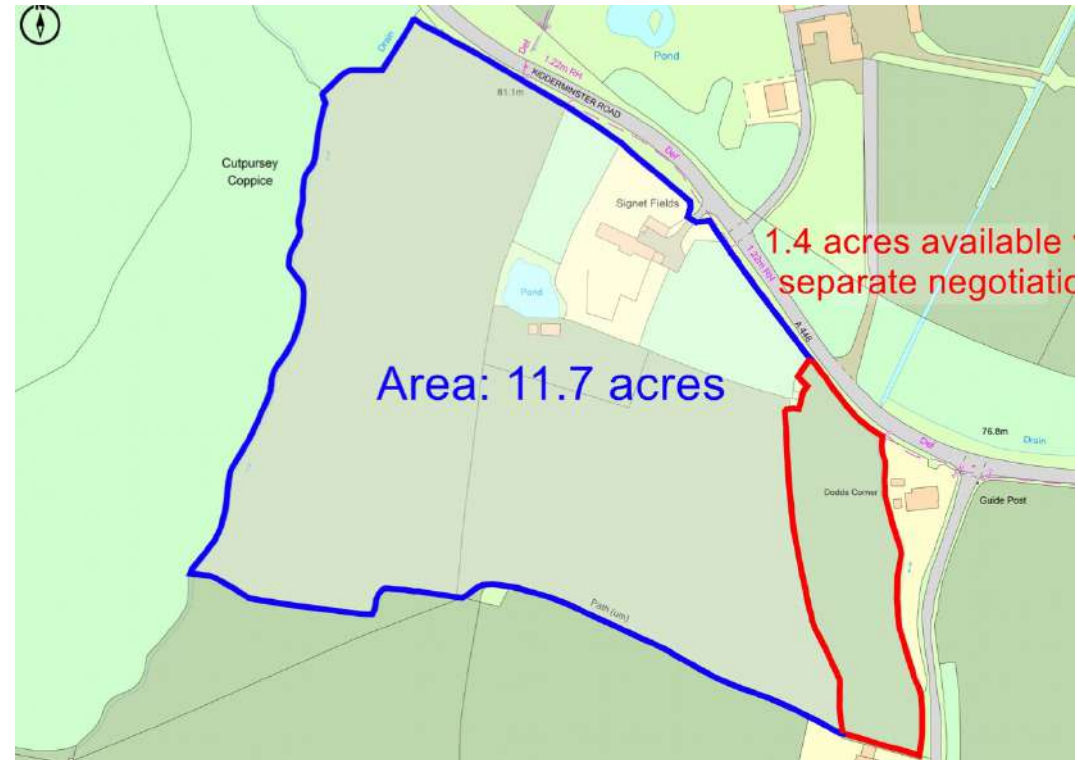 Drain
Def
1.22m RH
Pond
KIDDERMINSTER ROAD
81.1m
Def
Cutpursey
Coppice
Signet Fields
1.4 acres available
separate negotiatio
1.22m RH
Pond
A 448
Area: 11.7 acres
76.8m
Def
Drain
Dodds Corner
Guide Post
Path (um)